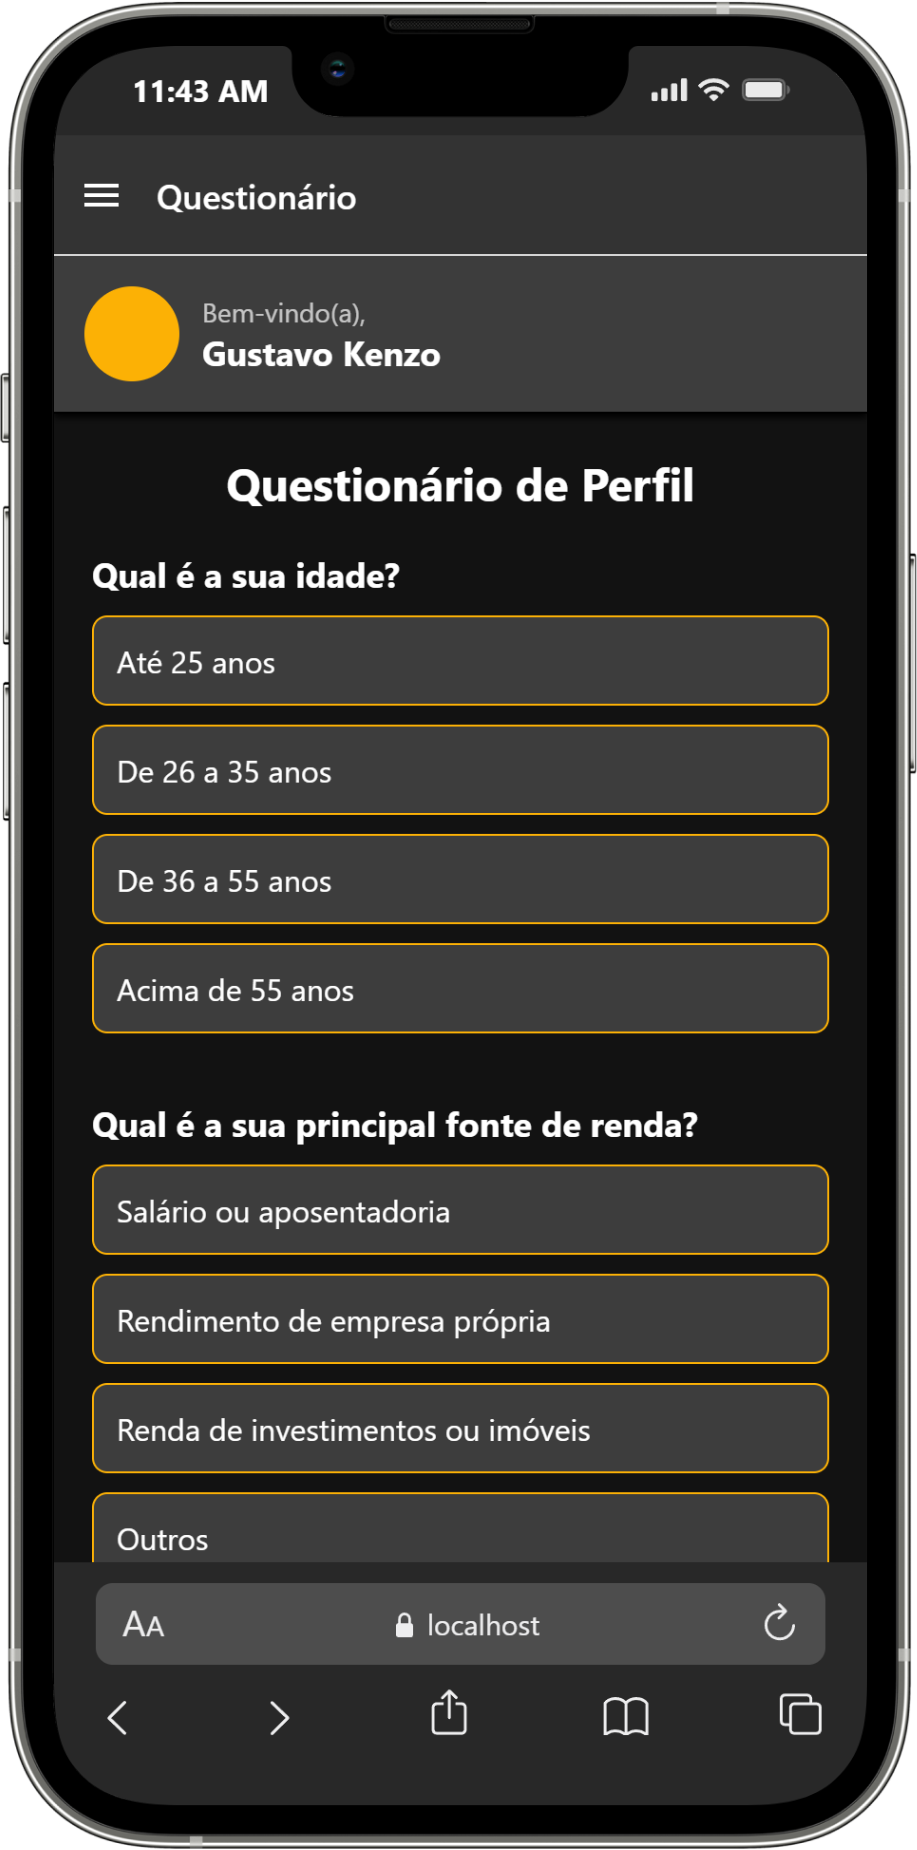 11:43 AM
Questionário
Bem-vindo(a),
Gustavo Kenzo
Questionário de Perfil
Qual é a sua idade?
Até 25 anos
De 26 a 35 anos
De 36 a 55 anos
Acima de 55 anos
Qual é a sua principal fonte de renda?
Salário ou aposentadoria
Rendimento de empresa própria
Renda de investimentos ou imóveis
Outros
AA localhost